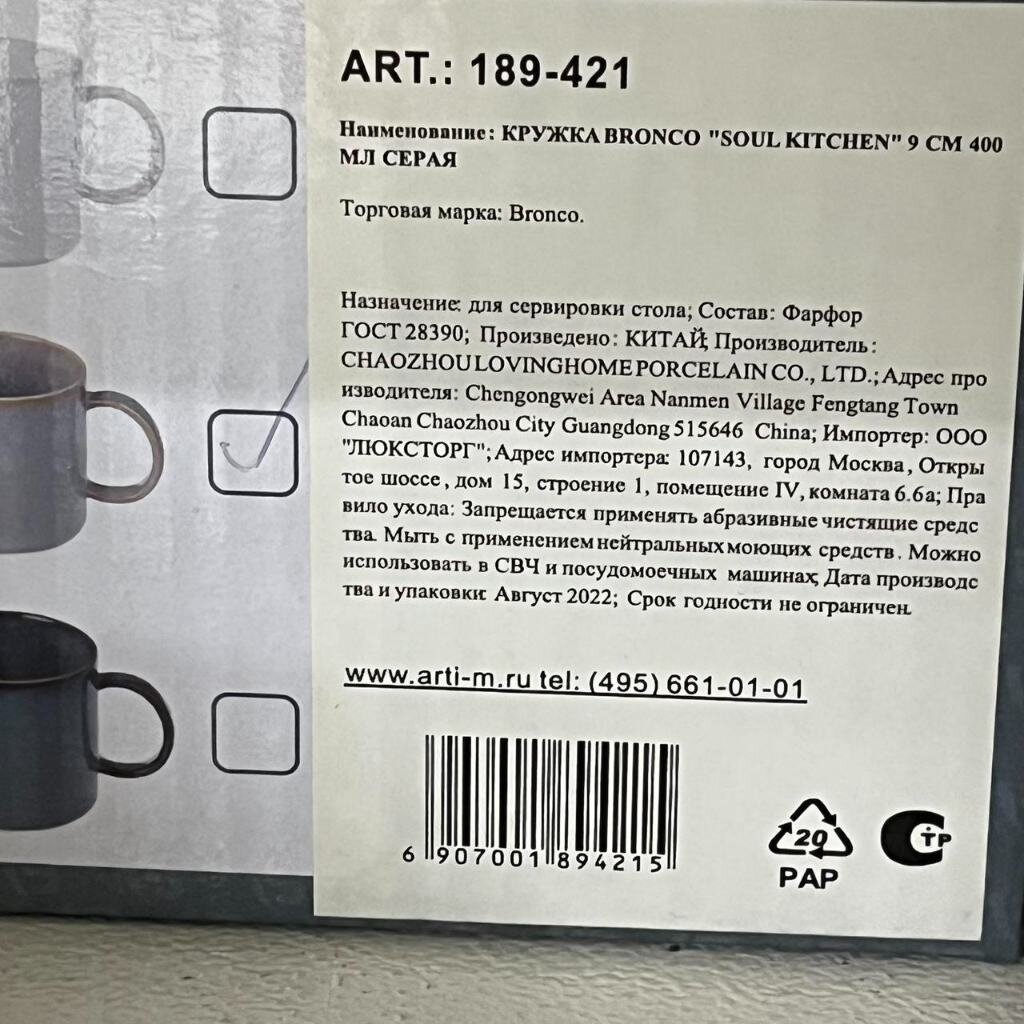 ART.: 189-421
Наименование: КРУЖКА BRONCO "SOUL KITCHEN" 9 СМ 400
МЛ СЕРАЯ
Торговая марка: Bronco.
Назначение: для сервировки стола; Состав: Фарфор
ГОСТ 28390; Произведено: КИТАЙ; Производитель:
CHAOZHOU LOVINGHOME PORCELAIN CO., LTD.; Адрес про
изводителя: Chengongwei Area Nanmen Village Fengtang Town
Chaoan Chaozhou City Guangdong 515646 China; Импортер: ООО
"ЛЮКСТОРГ"; Адрес импортера: 107143, город Москва, Откры
тое шоссе, дом 15, строение 1, помещение IV, комната 6.6а; Пра
вило ухода: Запрещается применять абразивные чистящие средс
тва. Мыть с применением нейтральных моющих средств. Можно
использовать в СВЧ и посудомоечных машинах; Дата производс
тва и упаковки: Август 2022; Срок годности не ограничен.
www.arti-m.ru tel: (495) 661-01-01
6 907001 894215
20
PAP
СТР